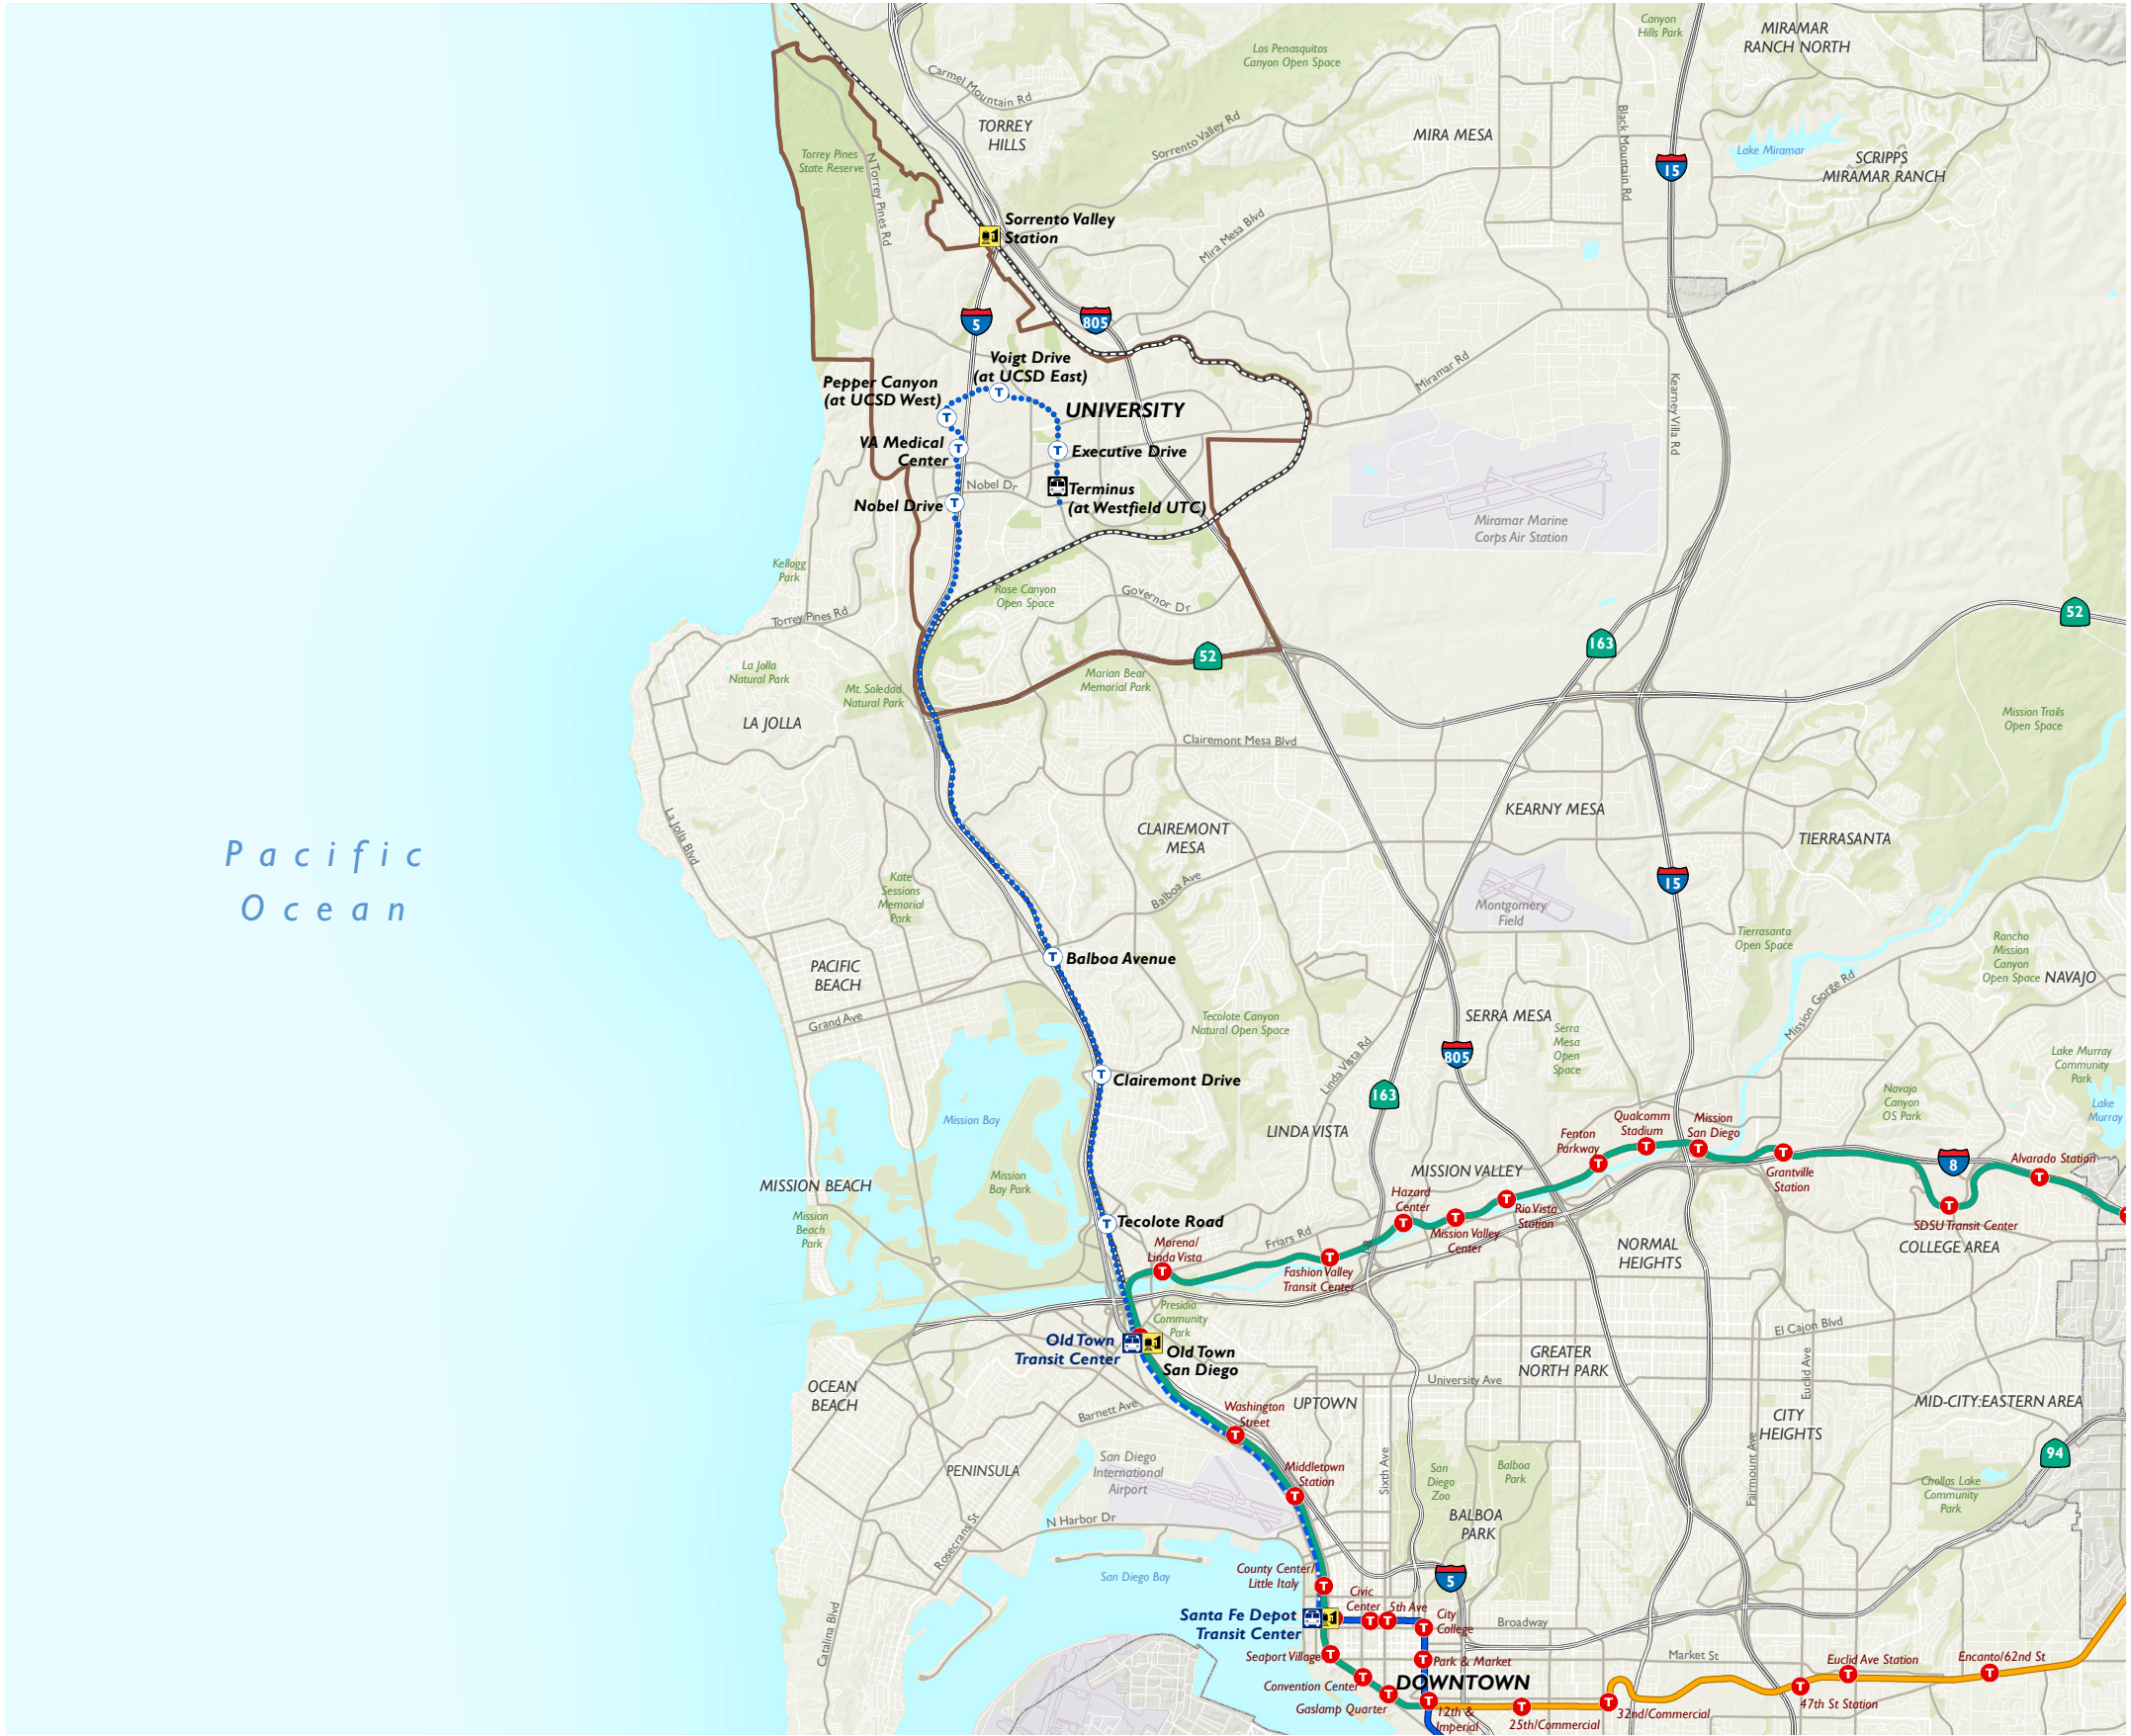 Canyon
Hills Park
MIRAMAR
RANCH NORTH
Los Penasquitos
Canyon Open Space
Carmel Mountain Rd
TORREY
HILLS
Sorrento Valley Rd
Black Mountain Rd
MIRA MESA
Lake Miramar
SCRIPPS
MIRAMAR RANCH
15
Torrey Pines
State Reserve
N Torrey Pines Rd
Sorrento Valley
Station
Mira Mesa Blvd
5
805
Voigt Drive
(at UCSD East)
Pepper Canyon
(at UCSD West)
T
T
UNIVERSITY
Miramar Rd
Kearney Villa Rd
VA Medical
Center
T
T
Executive Drive
Nobel Dr
Terminus
(at Westfield UTC)
Nobel Drive
T
Miramar Marine
Corps Air Station
Kellogg
Park
Rose Canyon
Open Space
Governor Dr
Torrey Pines Rd
52
163
52
La Jolla
Natural Park
Mt. Soledad
Natural Park
Marian Bear
Memorial Park
LA JOLLA
Mission Trails
Open Space
Clairemont Mesa Blvd
La Jolla Blvd
KEARNY MESA
CLAIREMONT
MESA
TIERRASANTA
Pacific
Ocean
Kate
Sessions
Memorial
Park
Balboa Ave
15
Montgomery
Field
Tierrasanta
Open Space
Rancho
Mission
Canyon
Open Space
NAVAJO
T
Balboa Avenue
PACIFIC
BEACH
Grand Ave
Mission Gorge Rd
Tecolote Canyon
Natural Open Space
SERRA MESA
Serra
Mesa
Open
Space
Linda Vista Rd
805
Lake Murray
Community
Park
T
Clairemont Drive
163
Navajo
Canyon
OS Park
Lake
Murray
Mission Bay
LINDA VISTA
Qualcomm
Stadium
T
Mission
San Diego
T
Fenton
Parkway
T
MISSION VALLEY
T
Grantville
Station
8
Alvarado Station
T
Mission
Bay Park
MISSION BEACH
Mission
Beach
Park
Hazard
Center
T
T
Mission Valley
Center
T
Rio Vista
Station
T
SDSU Transit Center
COLLEGE AREA
T
Tecolote Road
Morena/
Linda Vista
T
Friars Rd
T
Fashion Valley
Transit Center
NORMAL
HEIGHTS
Presidio
Community
Park
Old Town
Transit Center
Old Town
San Diego
El Cajon Blvd
GREATER
NORTH PARK
Euclid Ave
University Ave
OCEAN
BEACH
Barnett Ave
Washington
Street
T
UPTOWN
CITY
HEIGHTS
MID-CITY:EASTERN AREA
94
PENINSULA
San Diego
International
Airport
Middletown
Station
T
Sixth Ave
San
Diego
Zoo
Balboa
Park
Fairmount Ave
Chollas Lake
Community
Park
BALBOA
PARK
N Harbor Dr
Rosecrans St
San Diego Bay
County Center/
Little Italy
T
5
Santa Fe Depot
Transit Center
Civic
Center
T
5th Ave
T
City
College
T
Broadway
Catalina Blvd
Seaport Village
T
T
Park & Market
Market St
Convention Center
T
DOWNTOWN
Gaslamp Quarter
T
T
12th &
Imperial
T
25th/Commercial
T
32nd/Commercial
T
47th St Station
Euclid Ave Station
T
Encanto/62nd St
T